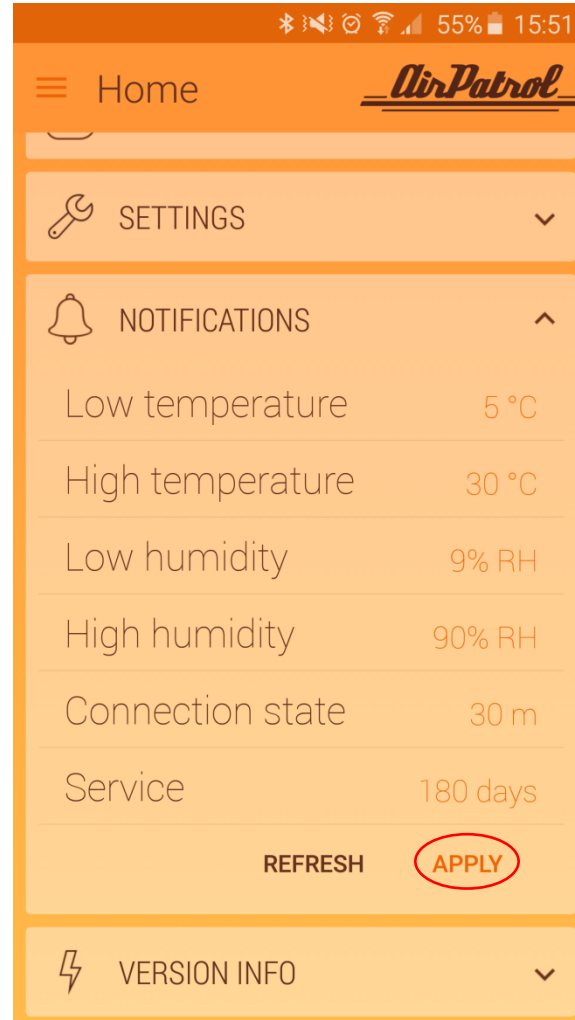 55% 15:51
Home AirPatrol
SETTINGS
NOTIFICATIONS
Low temperature 5 °C
High temperature 30 °C
Low humidity 9% RH
High humidity 90% RH
Connection state 30 m
Service 180 days
REFRESH APPLY
VERSION INFO